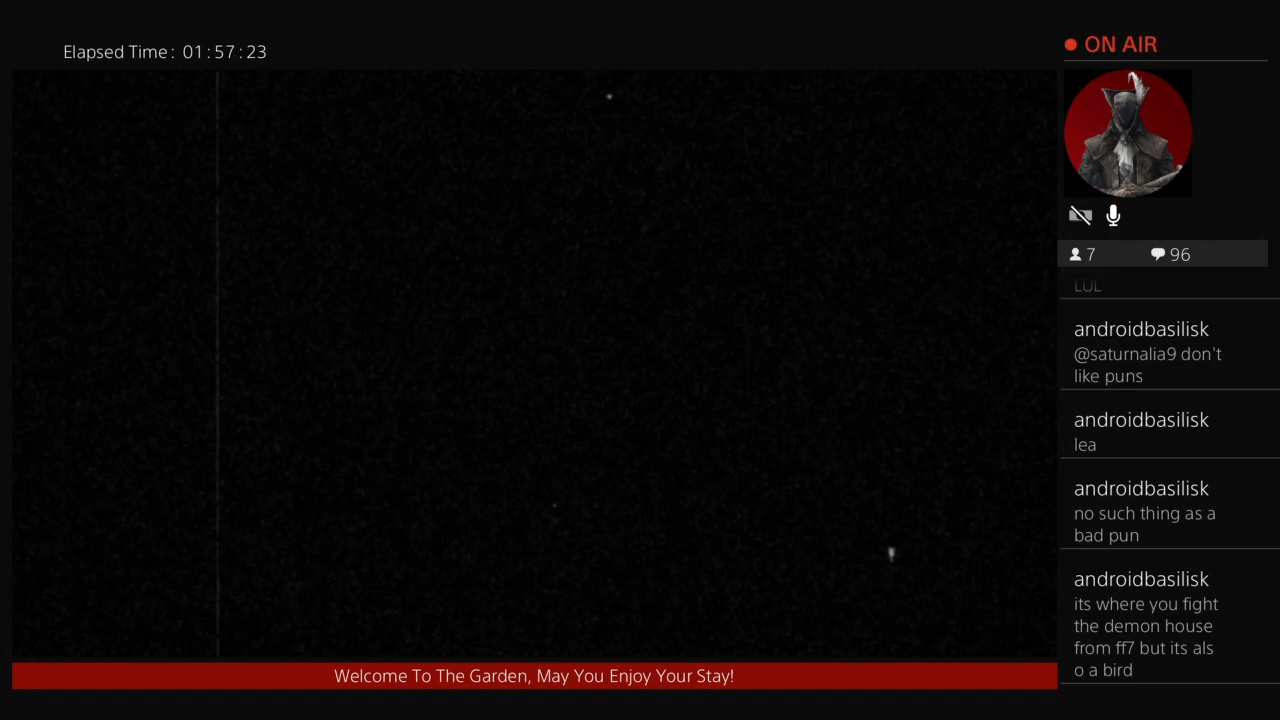 Elapsed Time: 01:57:23
ON AIR
7 96
LUL
androidbasilisk
@saturnalia9 don't
like puns
androidbasilisk
lea
androidbasilisk
no such thing as a
bad pun
androidbasilisk
its where you fight
the demon house
from ff7 but its als
o a bird
Welcome To The Garden, May You Enjoy Your Stay!